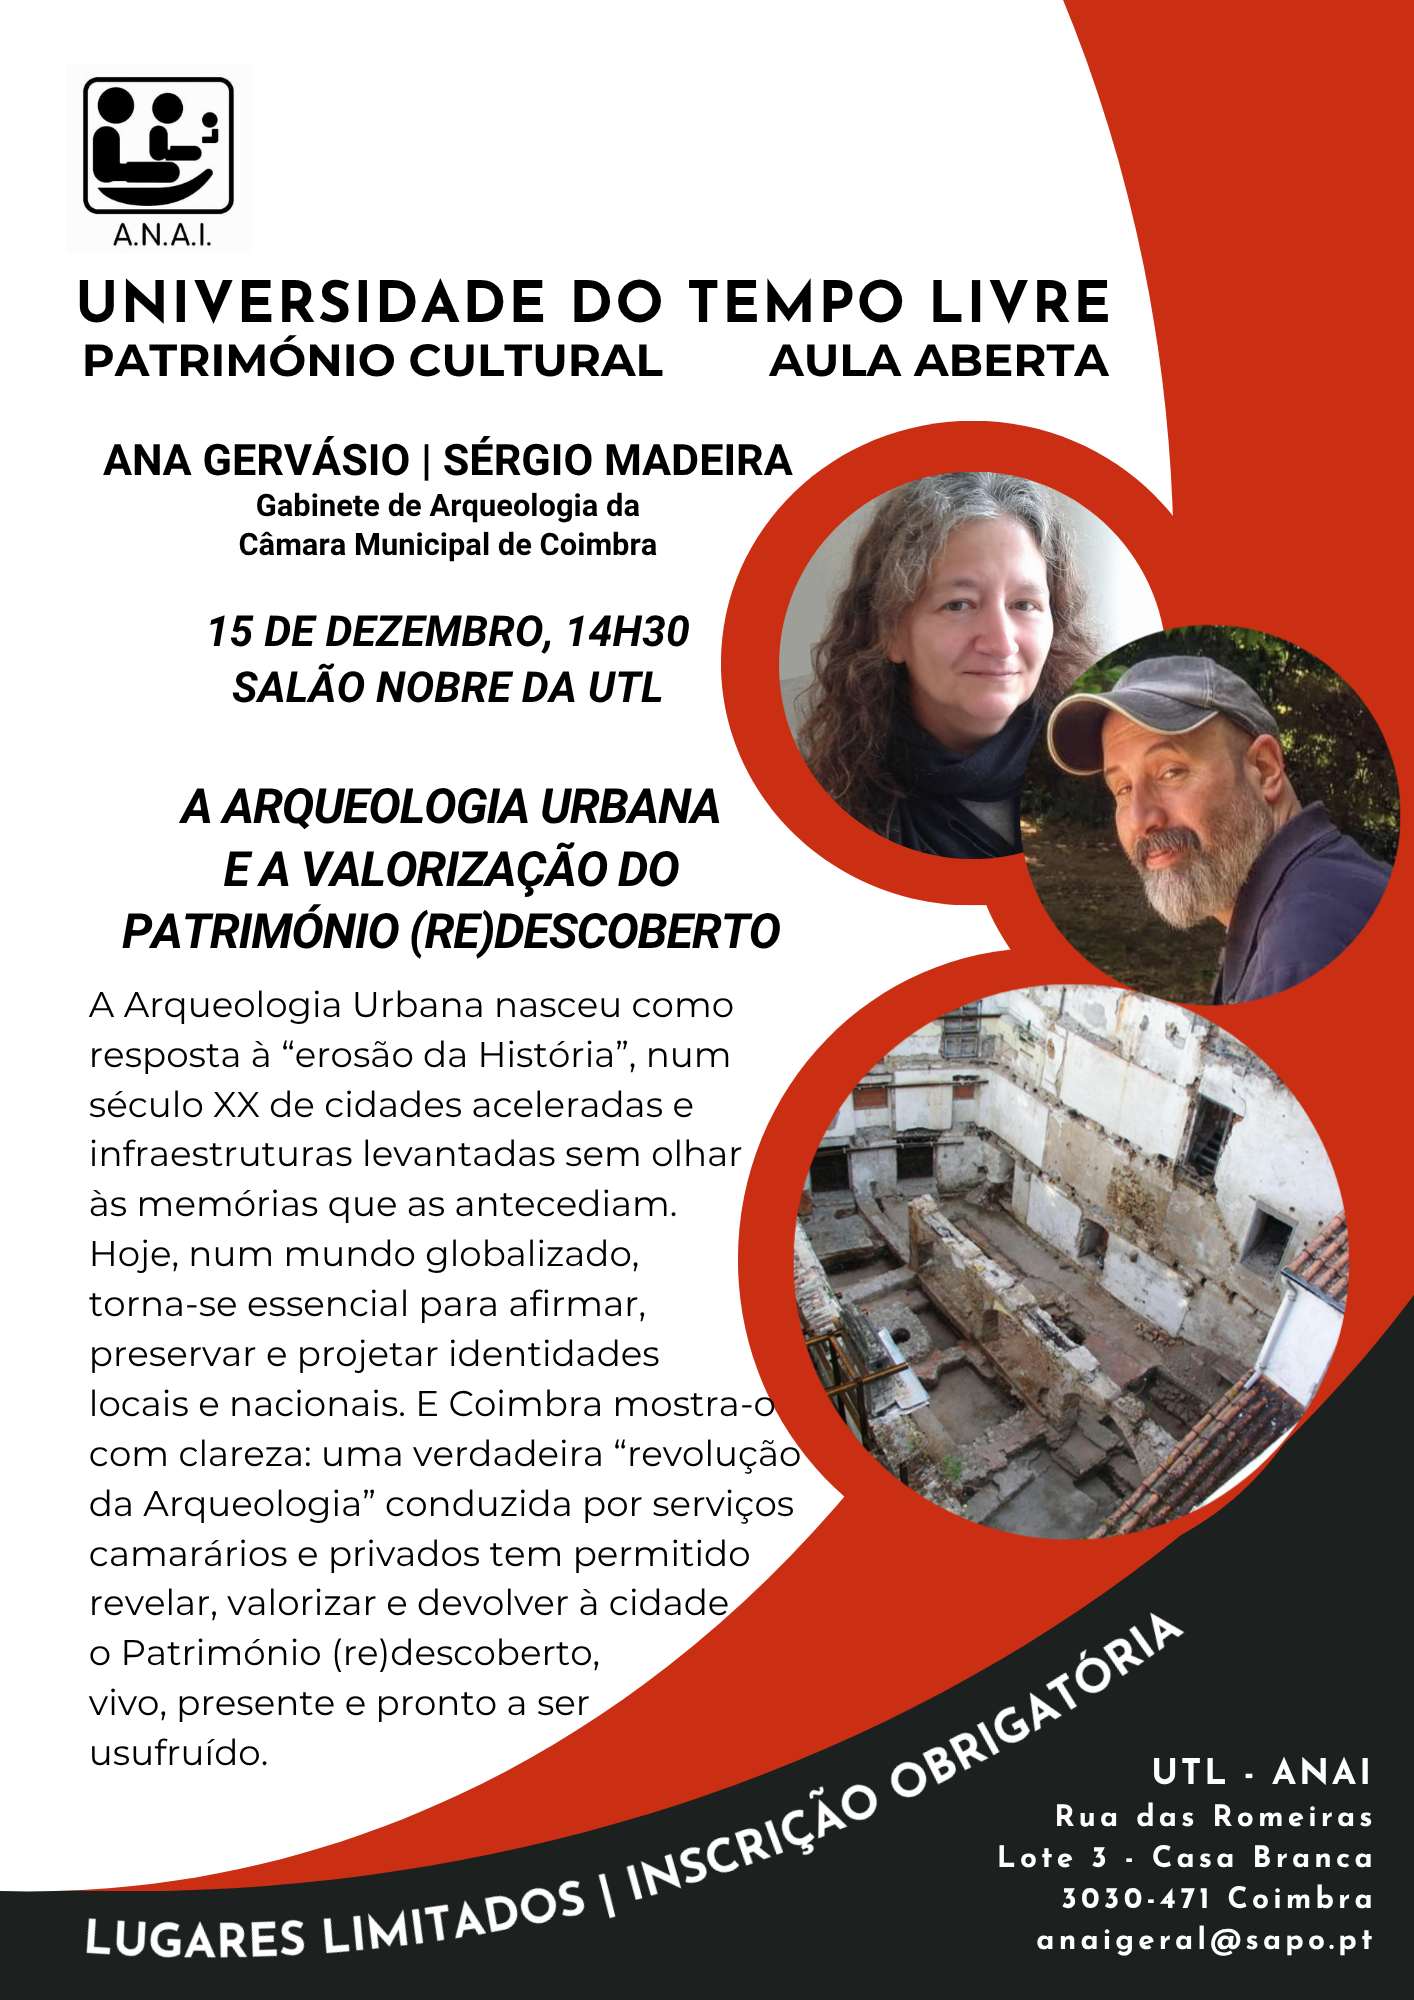 A.N.A.I.
UNIVERSIDADE DO TEMPO LIVRE
PATRIMÓNIO CULTURAL AULA ABERTA
ANA GERVÁSIO | SÉRGIO MADEIRA
Gabinete de Arqueologia da
Câmara Municipal de Coimbra
15 DE DEZEMBRO, 14H30
SALÃO NOBRE DA UTL
A ARQUEOLOGIA URBANA
E A VALORIZAÇÃO DO
PATRIMÓNIO (RE)DESCOBERTO
A Arqueologia Urbana nasceu como
resposta à “erosão da História”, num
século XX de cidades aceleradas e
infraestruturas levantadas sem olhar
às memórias que as antecediam.
Hoje, num mundo globalizado,
torna-se essencial para afirmar,
preservar e projetar identidades
locais e nacionais. E Coimbra mostra-o
com clareza: uma verdadeira “revolução
da Arqueologia” conduzida por serviços
camarários e privados tem permitido
revelar, valorizar e devolver à cidade
o Património (re)descoberto,
vivo, presente e pronto a ser
usufruído.
LUGARES LIMITADOS | INSCRIÇÃO OBRIGATÓRIA
UTL - ANAI
Rua das Romeiras
Lote 3 - Casa Branca
3030-471 Coimbra
anaigeral@sapo.pt